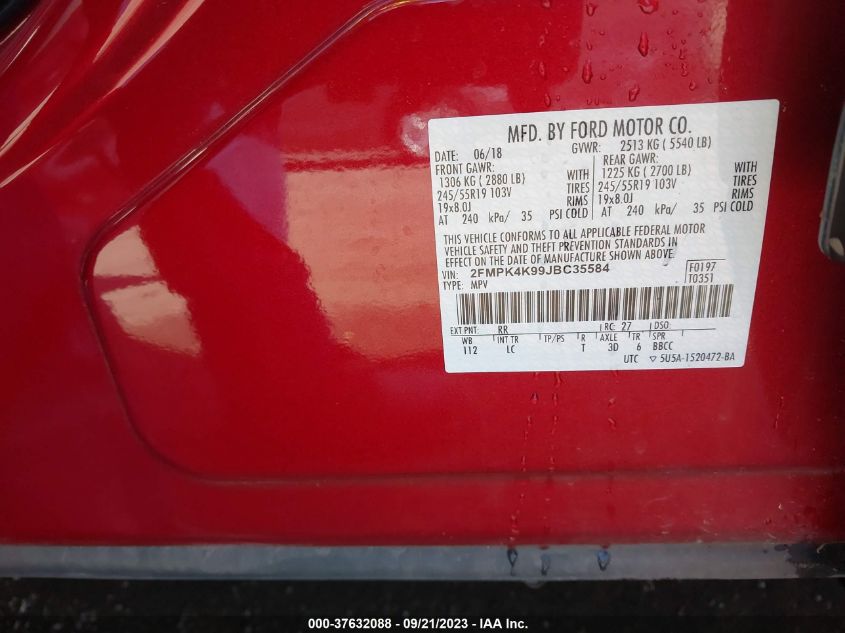 MFD. BY FORD MOTOR CO.
DATE: 06/18 GVWR: 2513 KG ( 5540 LB)
FRONT GAWR: REAR GAWR:
1306 KG ( 2880 LB) WITH 1225 KG ( 2700 LB) WITH
245/55R19 103V TIRES 245/55R19 103V TIRES
19x8.0J RIMS 19x8.0J RIMS
AT 240 kPa/ 35 PSI COLD AT 240 kPa/ 35 PSI COLD
THIS VEHICLE CONFORMS TO ALL APPLICABLE FEDERAL MOTOR
VEHICLE SAFETY AND THEFT PREVENTION STANDARDS IN
EFFECT ON THE DATE OF MANUFACTURE SHOWN ABOVE.
VIN: 2FMPK4K99JBC35584 F0197
TYPE: MPV T0351
EXT PNT: RR RC: 27 DSO:
WB INT TR TP/PS R AXLE TR SPR
112 LC T 3D 6 BBCC
UTC ▽ 5U5A-1520472-BA
000-37632088 - 09/21/2023 - IAA Inc.